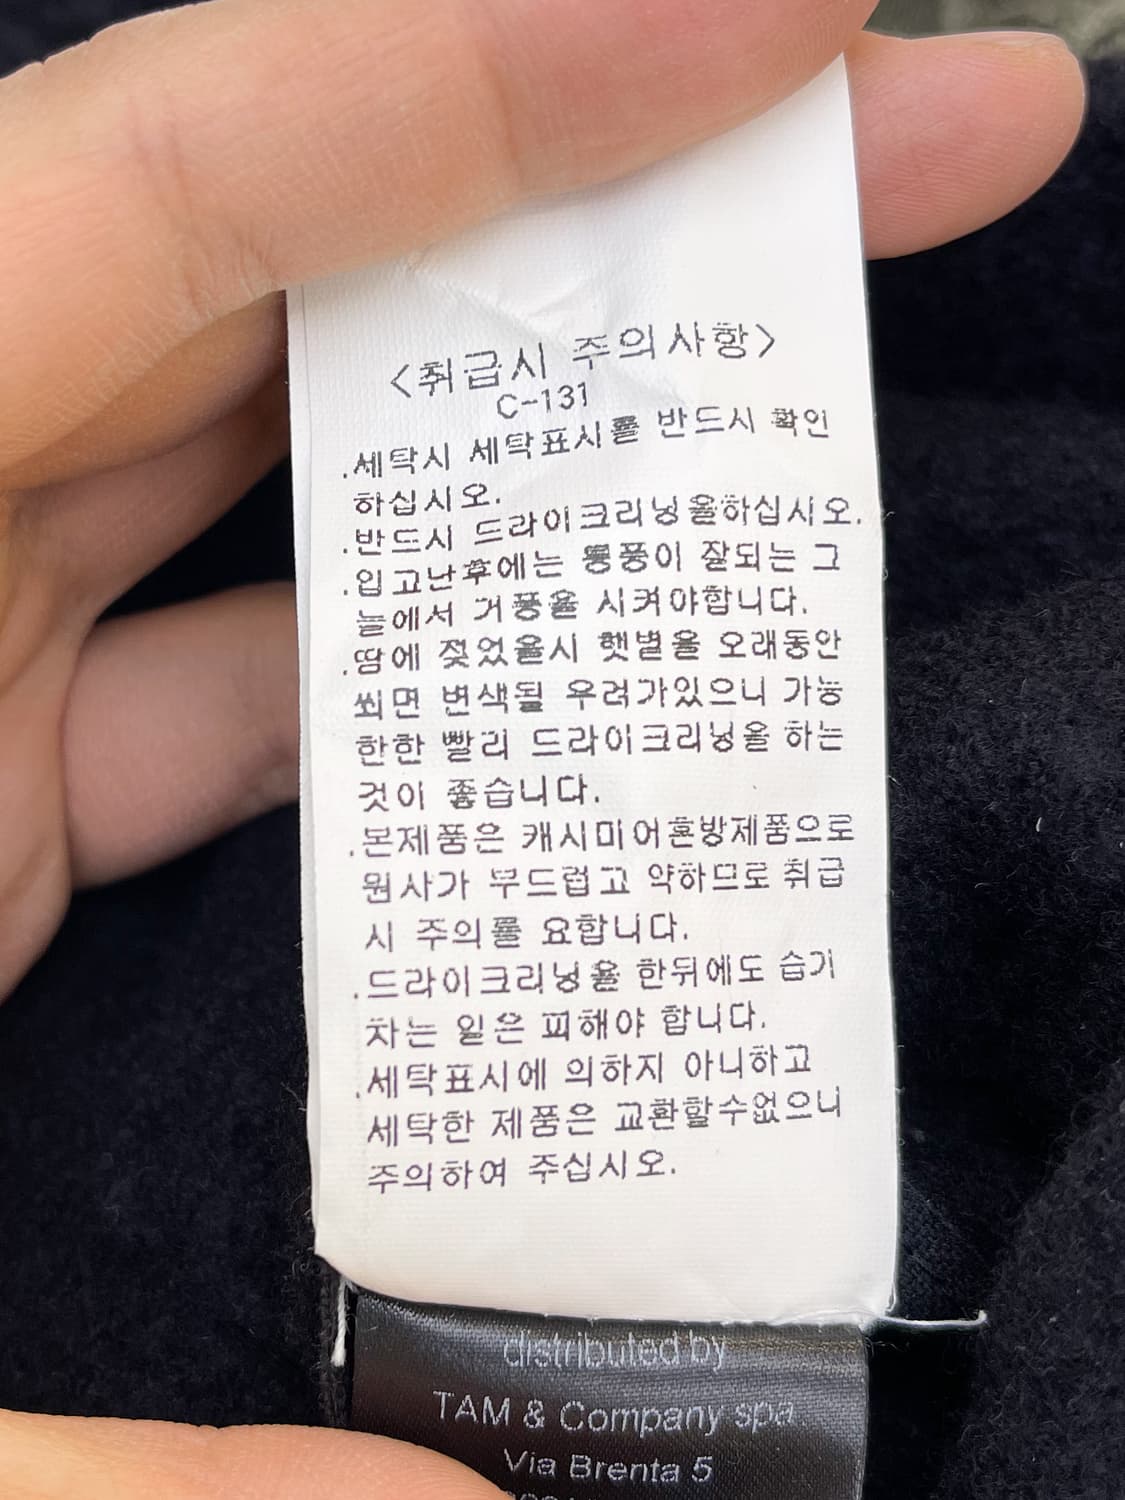 <취급시 주의사항>
C-131
.세탁시 세탁표시를 반드시 확인
하십시오.
.반드시 드라이크리닝을하십시오.
.입고난후에는 통풍이 잘되는 그
늘에서 거풍을 시켜야합니다.
.땀에 젖었을시 햇볕을 오래동안
쐬면 변색될 우려가있으니 가능
한한 빨리 드라이크리닝을 하는
것이 좋습니다.
.본제품은 캐시미어혼방제품으로
원사가 부드럽고 약하므로 취급
시 주의를 요합니다.
.드라이크리닝을 한뒤에도 습기
차는 일은 피해야 합니다.
.세탁표시에 의하지 아니하고
세탁한 제품은 교환할수없으니
주의하여 주십시오.
distributed by
TAM & Company spa
Via Brenta 5